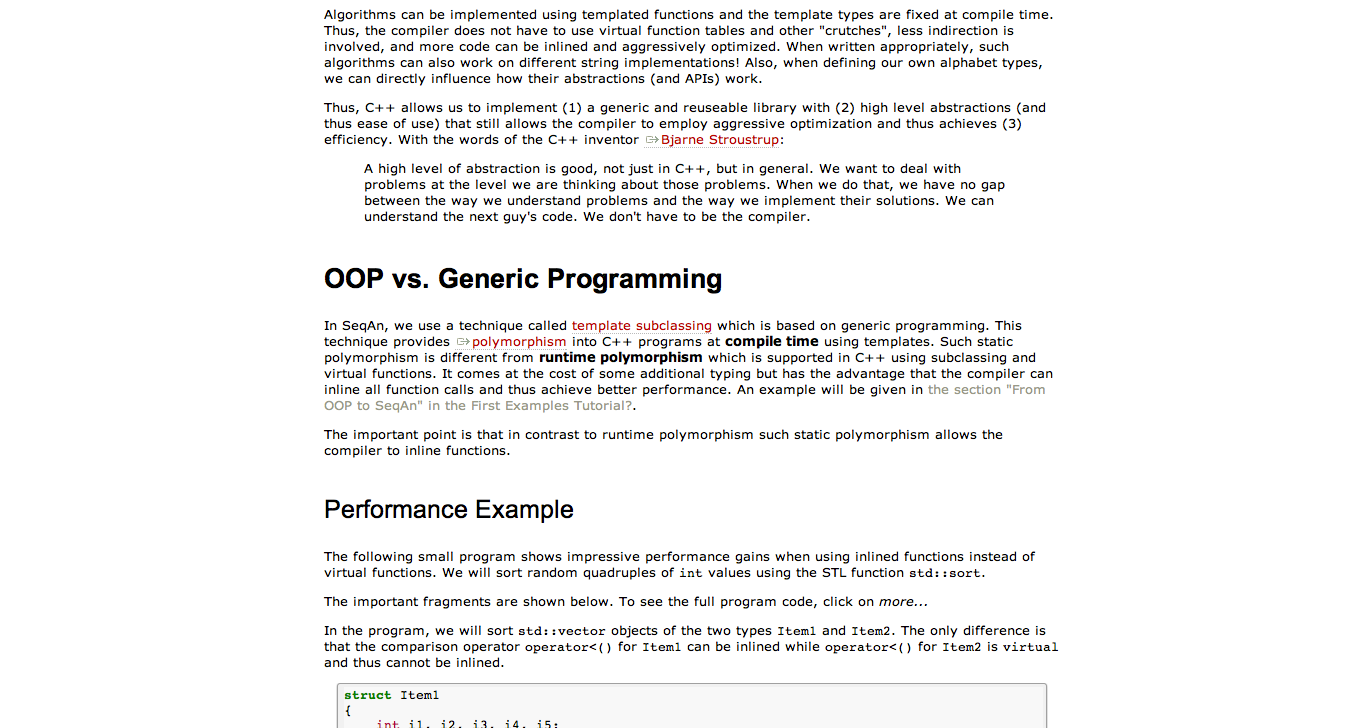 Algorithms can be implemented using templated functions and the template types are fixed at compile time.
Thus, the compiler does not have to use virtual function tables and other "crutches", less indirection is
involved, and more code can be inlined and aggressively optimized. When written appropriately, such
algorithms can also work on different string implementations! Also, when defining our own alphabet types,
we can directly influence how their abstractions (and APIs) work.
Thus, C++ allows us to implement (1) a generic and reuseable library with (2) high level abstractions (and
thus ease of use) that still allows the compiler to employ aggressive optimization and thus achieves (3)
efficiency. With the words of the C++ inventor Bjarne Stroustrup:
A high level of abstraction is good, not just in C++, but in general. We want to deal with
problems at the level we are thinking about those problems. When we do that, we have no gap
between the way we understand problems and the way we implement their solutions. We can
understand the next guy's code. We don't have to be the compiler.
OOP vs. Generic Programming
In SeqAn, we use a technique called template subclassing which is based on generic programming. This
technique provides polymorphism into C++ programs at compile time using templates. Such static
polymorphism is different from runtime polymorphism which is supported in C++ using subclassing and
virtual functions. It comes at the cost of some additional typing but has the advantage that the compiler can
inline all function calls and thus achieve better performance. An example will be given in the section "From
OOP to SeqAn" in the First Examples Tutorial?.
The important point is that in contrast to runtime polymorphism such static polymorphism allows the
compiler to inline functions.
Performance Example
The following small program shows impressive performance gains when using inlined functions instead of
virtual functions. We will sort random quadruples of int values using the STL function std::sort.
The important fragments are shown below. To see the full program code, click on more...
In the program, we will sort std::vector objects of the two types Item1 and Item2. The only difference is
that the comparison operator operator<() for Item1 can be inlined while operator<() for Item2 is virtual
and thus cannot be inlined.
struct Item1
{
int i1, i2, i3, i4, i5;